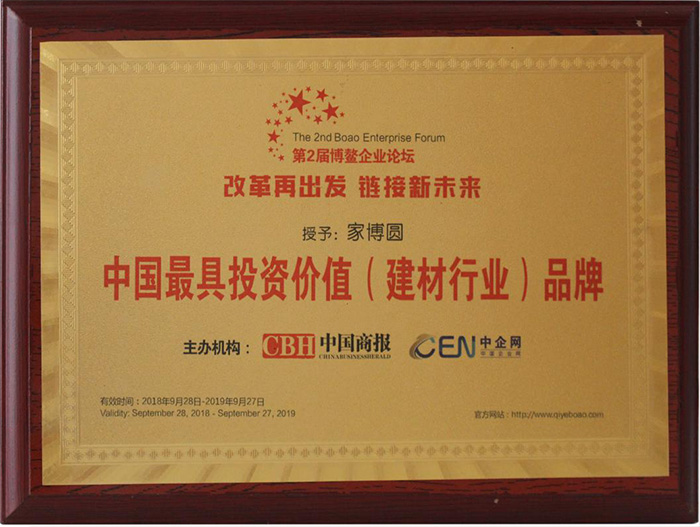 The 2nd Boao Enterprise Forum
第2届博鳌企业论坛
改革再出发 链接新未来
授予：家博圆
中国最具投资价值（建材行业）品牌
主办机构：CBH 中国商报 CHINABUSINESSHERALD CEN 中企网
有效时间：2018年9月28日-2019年9月27日
Validity: September 28, 2018 - September 27, 2019
官方网站：http://www.qiyeboao.com